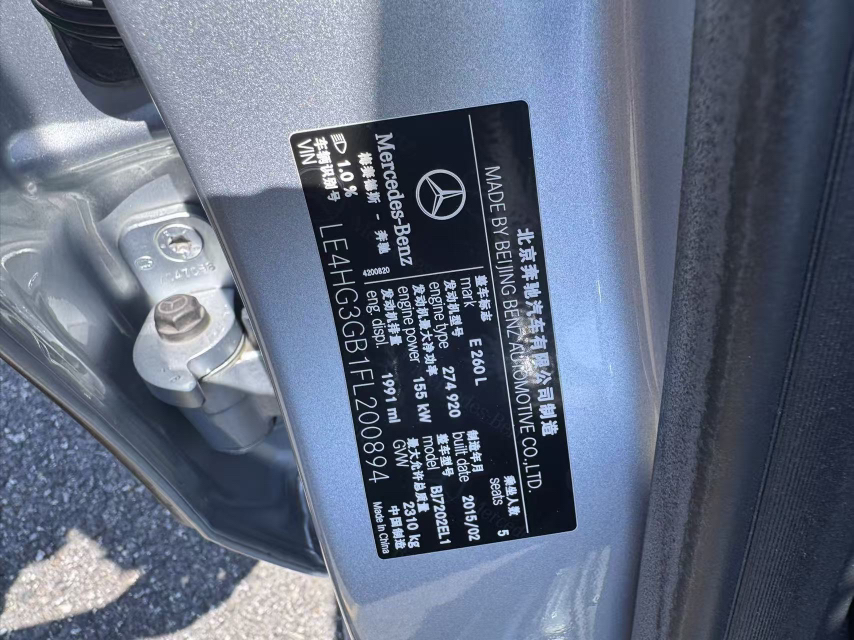 北京奔驰汽车有限公司制造
MADE BY BEIJING BENZ AUTOMOTIVE CO.,LTD.
整车标志 mark E 260 L
乘坐人数 seats 5
发动机型号 engine type 274 920
制造年月 built date 2015/02
发动机最大净功率 engine power 155 kW
整车型号 model BJ7202EL1
发动机排量 eng. displ. 1991 ml
最大允许总质量 GVW 2310 kg
Mercedes-Benz
梅赛德斯 - 奔驰
4200820
1.0 %
中国制造
Made in China
车辆识别号
VIN LE4HG3GB1FL200894